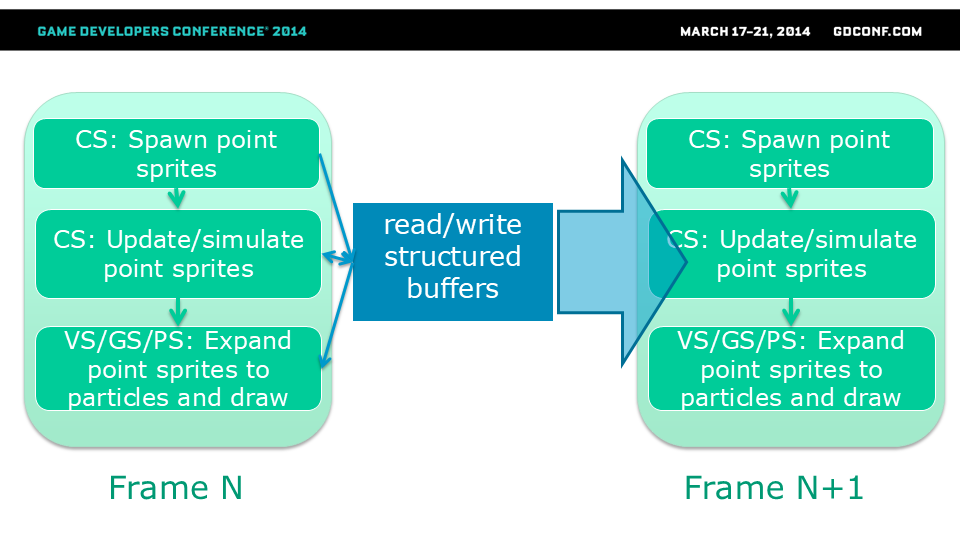 GAME DEVELOPERS CONFERENCE® 2014
MARCH 17–21, 2014 GDCONF.COM
CS: Spawn point
sprites
CS: Update/simulate
point sprites
VS/GS/PS: Expand
point sprites to
particles and draw
Frame N
read/write
structured
buffers
CS: Spawn point
sprites
CS: Update/simulate
point sprites
VS/GS/PS: Expand
point sprites to
particles and draw
Frame N+1